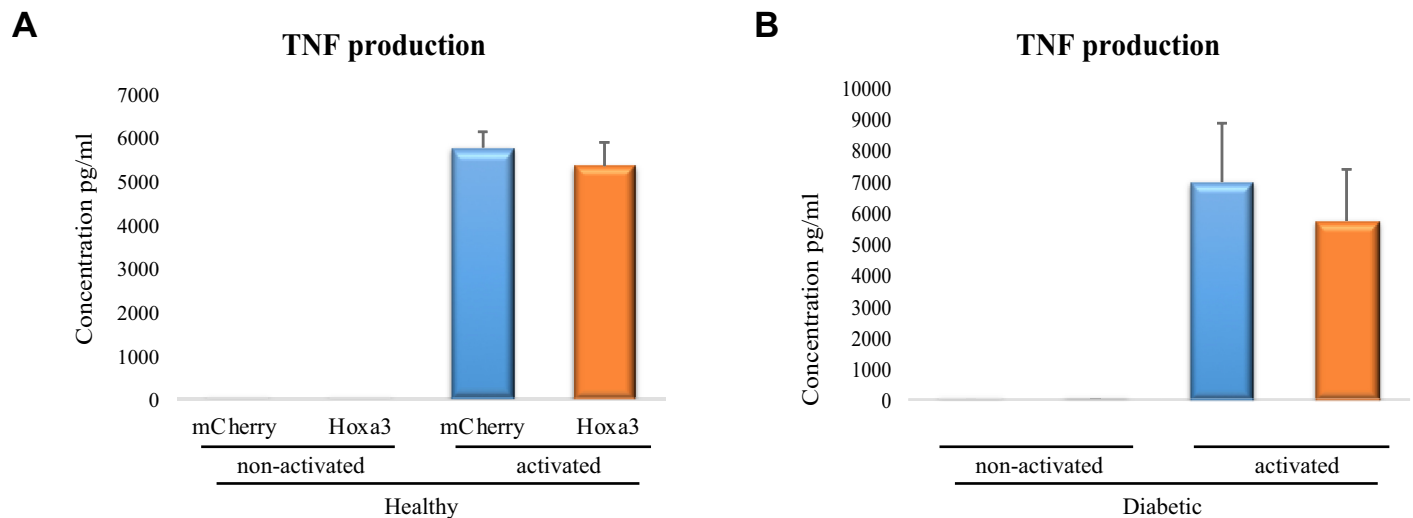 A
TNF production
Concentration pg/ml
7000
6000
5000
4000
3000
2000
1000
0
mCherry Hoxa3 mCherry Hoxa3
non-activated activated
Healthy
B
TNF production
Concentration pg/ml
10000
9000
8000
7000
6000
5000
4000
3000
2000
1000
0
non-activated activated
Diabetic